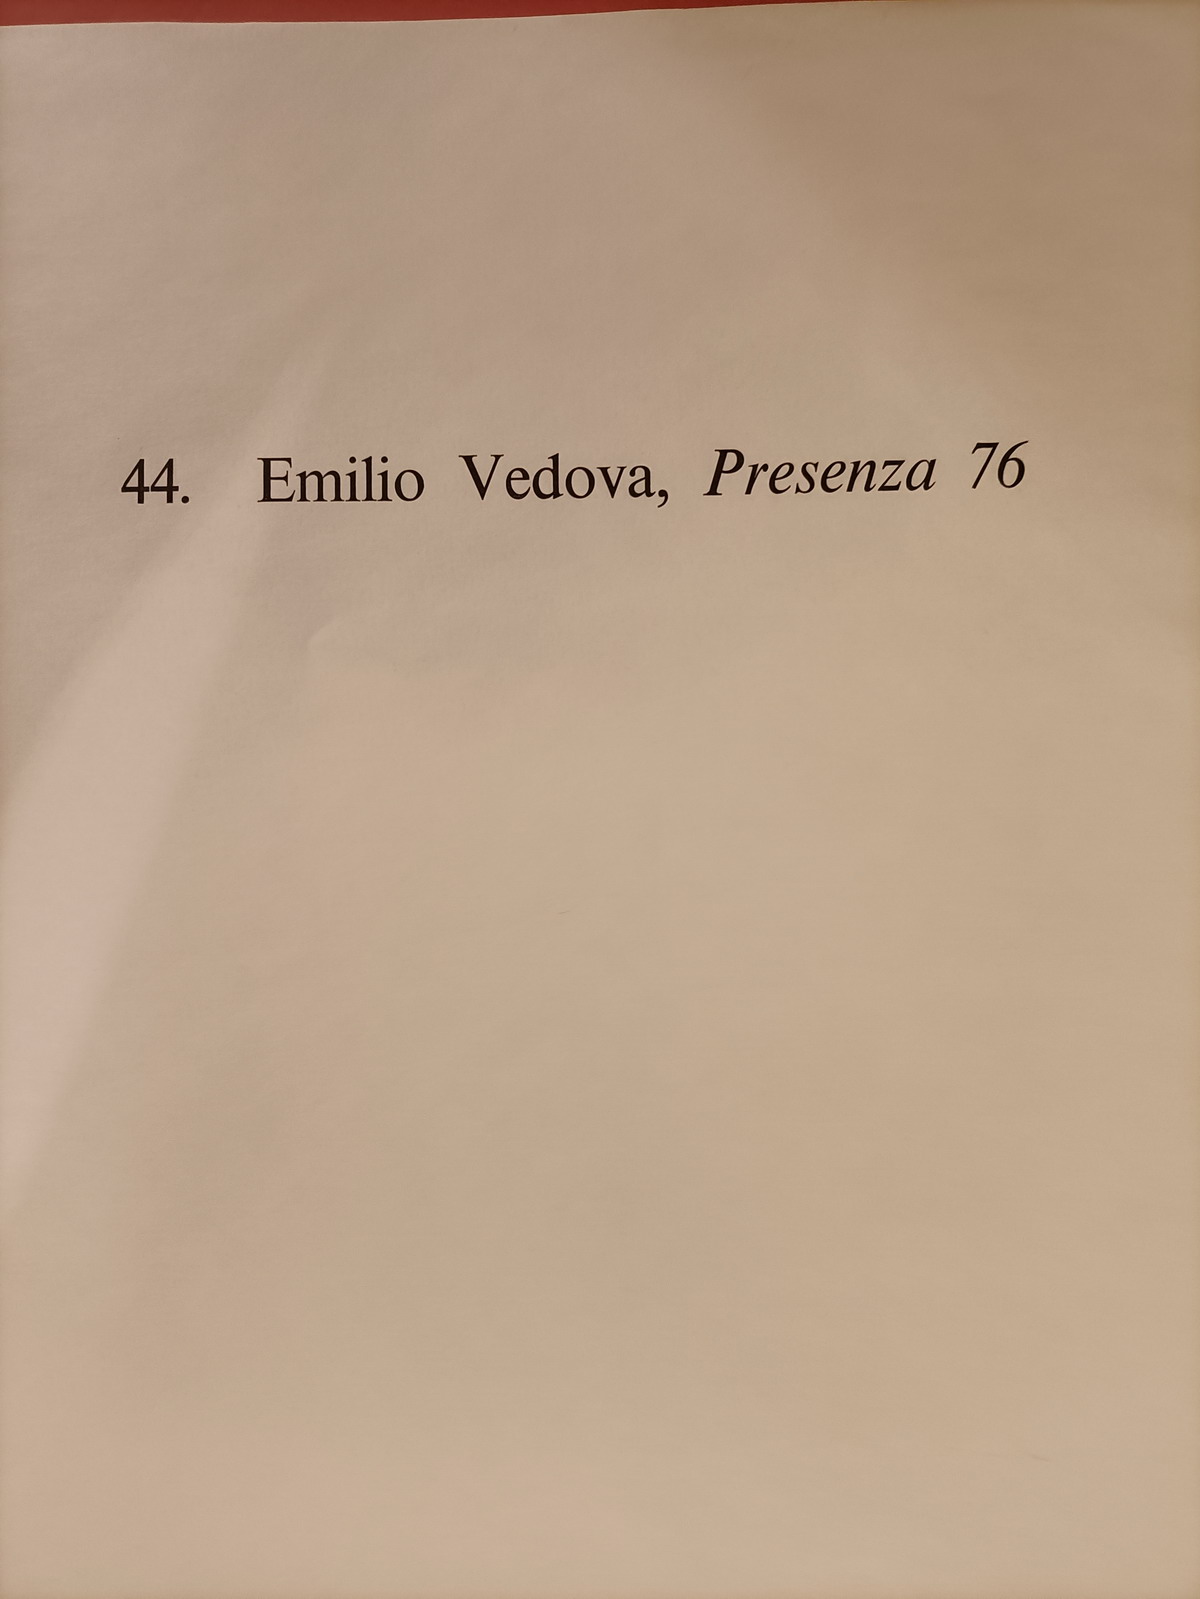 44. Emilio Vedova, Presenza 76